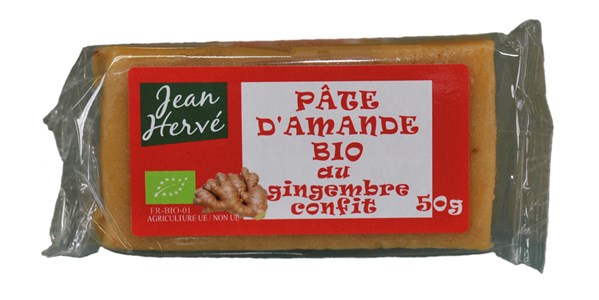 Jean
Hervé
PÂTE
D'AMANDE
BIO
au
gingembre
confit 50g
FR-BIO-01
AGRICULTURE UE / NON UE